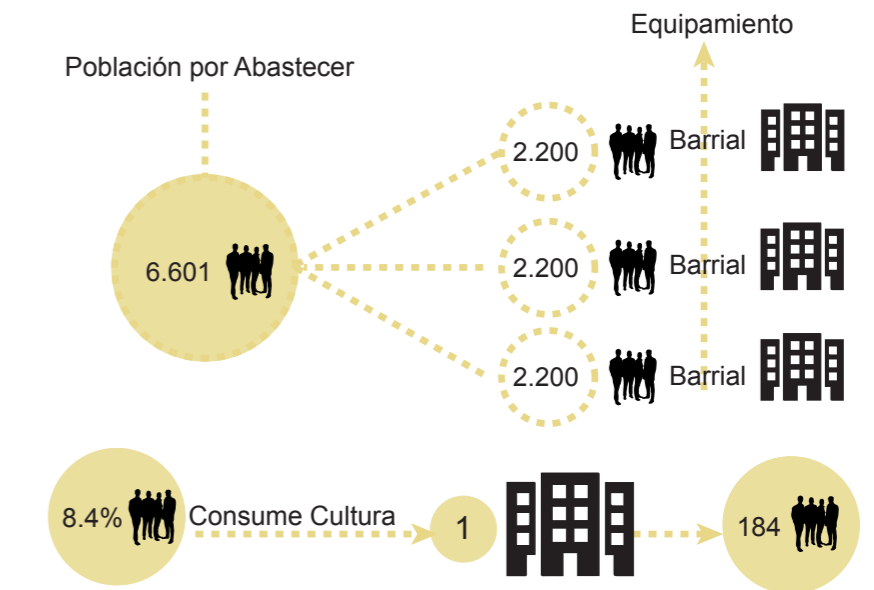 Equipamiento
Población por Abastecer
2.200 Barrial
6.601
2.200 Barrial
2.200 Barrial
8.4% Consume Cultura 1 184